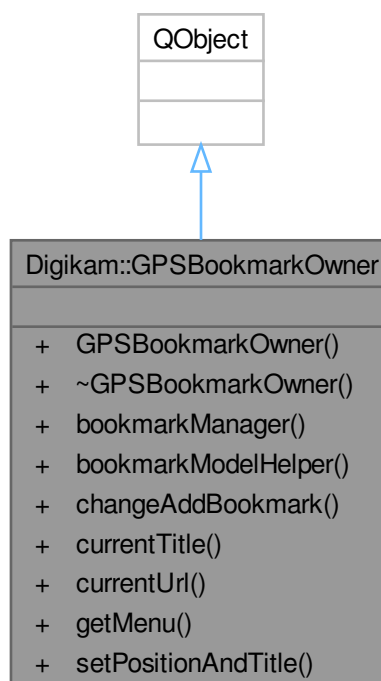 QObject
Digikam::GPSBookmarkOwner
+ GPSBookmarkOwner()
+ ~GPSBookmarkOwner()
+ bookmarkManager()
+ bookmarkModelHelper()
+ changeAddBookmark()
+ currentTitle()
+ currentUrl()
+ getMenu()
+ setPositionAndTitle()